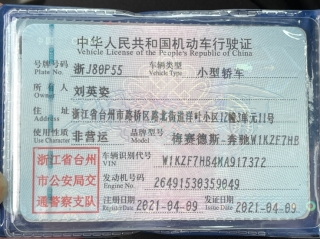 中华人民共和国机动车行驶证
Vehicle License of the People's Republic of China
号牌号码 浙J80P55 车辆类型 小型轿车
Plate No. Vehicle Type
所有人 刘英姿
Owner
住址 浙江省台州市路桥区路北街道洋叶小区12幢3单元11号
Address
使用性质 非营运 品牌型号 梅赛德斯-奔驰W1KZF7HB
Use Character Model
浙江省台州市公安局交通警察支队
车辆识别代号 W1KZF7HB4MA917372
VIN
发动机号码 26491530359049
Engine No.
注册日期 2021-04-09 发证日期 2021-04-09
Register Date Issue Date